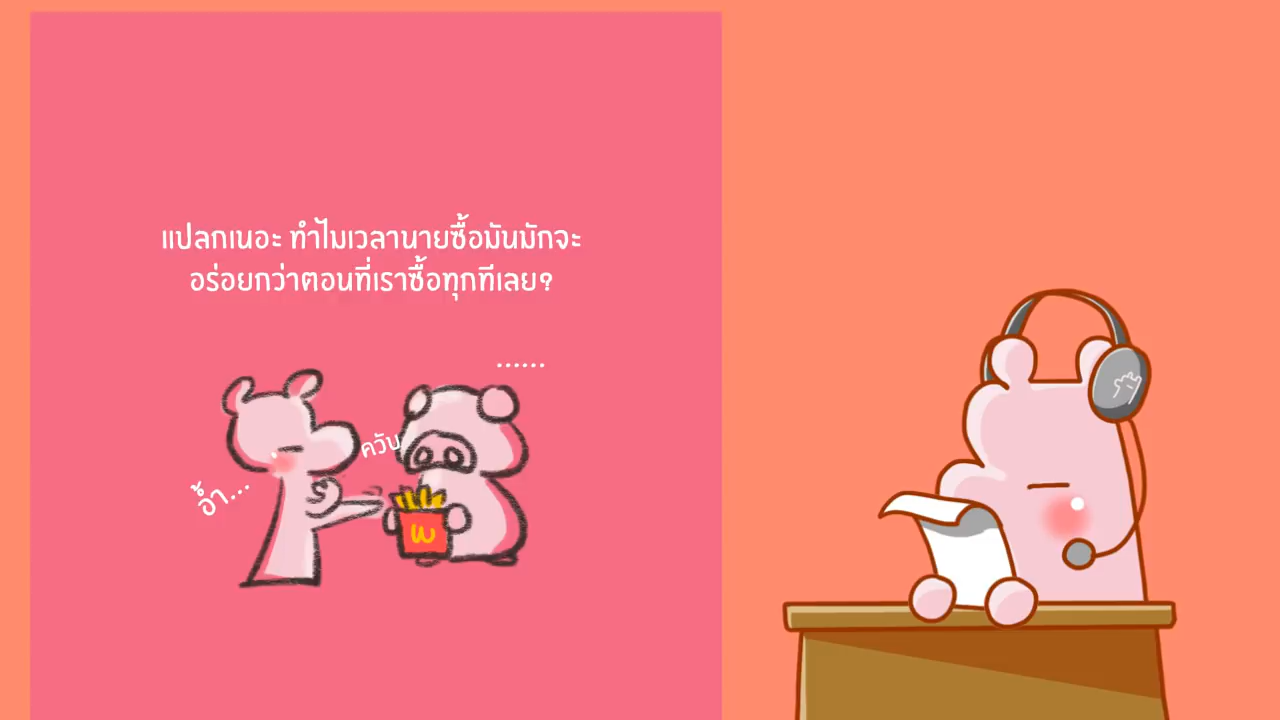 แปลกเนอะ ทำไมเวลานายซื้อมันมักจะ
อร่อยกว่าตอนที่เราซื้อทุกทีเลย?
......
ควับ
อ้ำ...